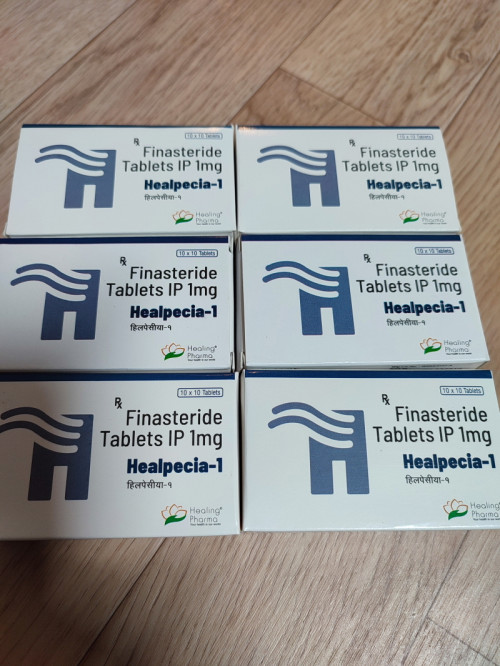 10 x 10 Tablets
Rx Finasteride
Tablets IP 1mg
Healpecia-1
हिलपेसीया-१
Healing
Pharma
10 x 10 Tablets
Rx Finasteride
Tablets IP 1mg
Healpecia-1
हिलपेसीया-१
Healing
Pharma
10 x 10 Tablets
Rx Finasteride
Tablets IP 1mg
Healpecia-1
हिलपेसीया-१
Healing
Pharma
10 x 10 Tablets
Rx Finasteride
Tablets IP 1mg
Healpecia-1
हिलपेसीया-१
Healing
Pharma
10 x 10 Tablets
Rx Finasteride
Tablets IP 1mg
Healpecia-1
हिलपेसीया-१
Healing
Pharma
10 x 10 Tablets
Rx Finasteride
Tablets IP 1mg
Healpecia-1
हिलपेसीया-१
Healing
Pharma